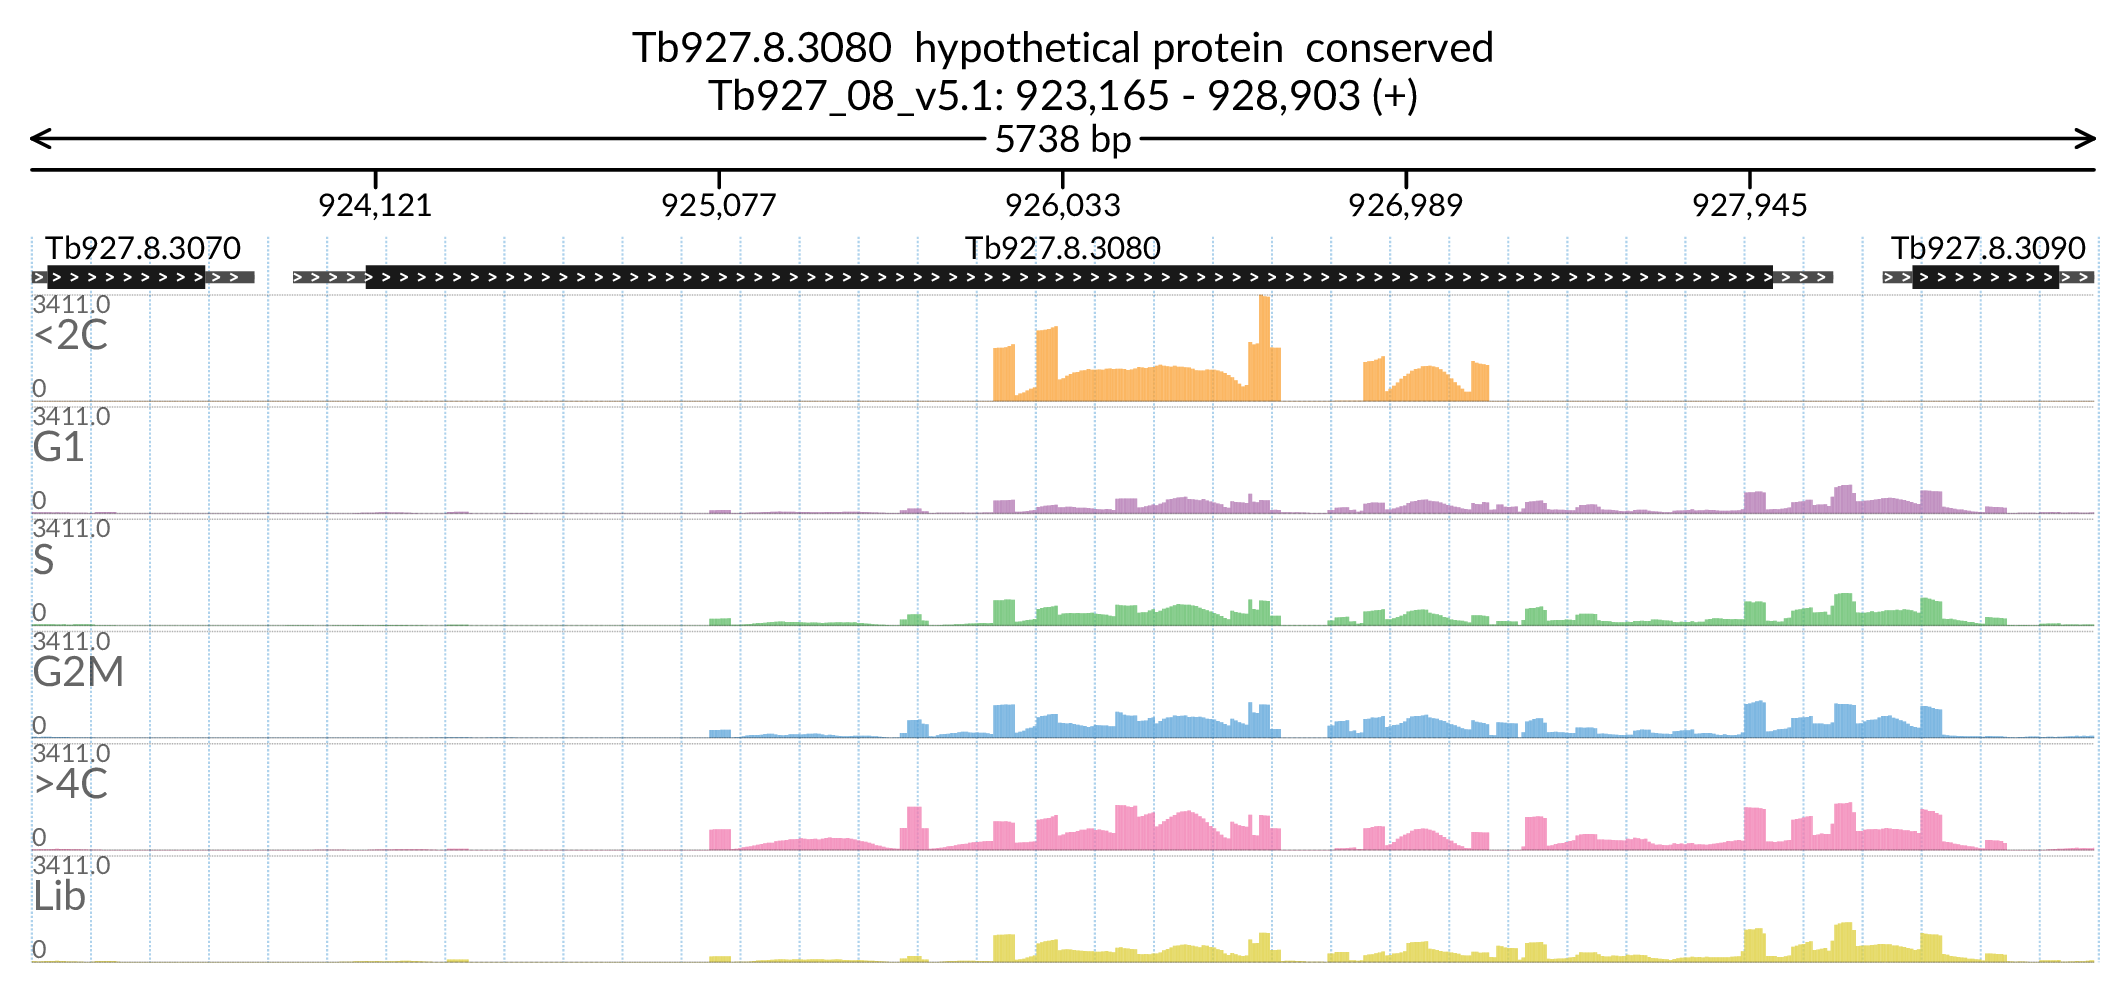 Tb927.8.3080  hypothetical protein  conserved
Tb927_08_v5.1: 923,165 - 928,903 (+)
5738 bp
924,121 925,077 926,033 926,989 927,945
Tb927.8.3070 Tb927.8.3080 Tb927.8.3090
3411.0
<2C
0
3411.0
G1
0
3411.0
S
0
3411.0
G2M
0
3411.0
>4C
0
3411.0
Lib
0